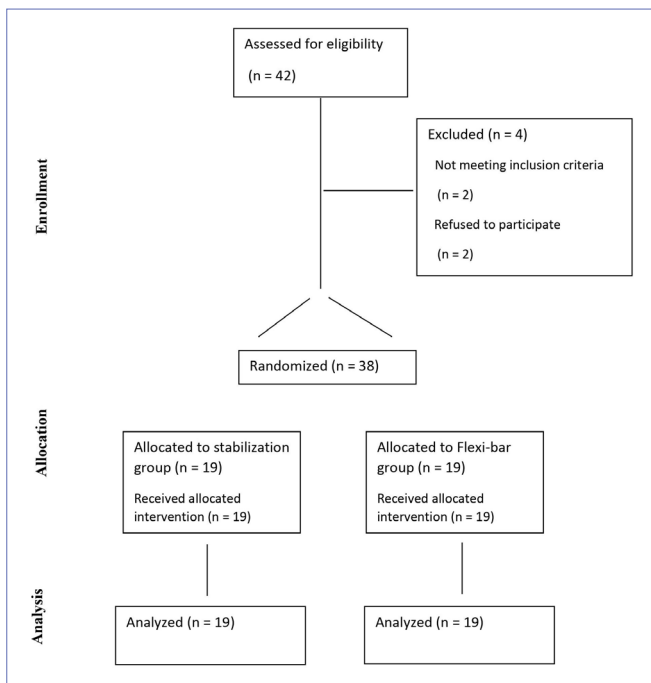 Assessed for eligibility
(n = 42)
Enrollment
Excluded (n = 4)
Not meeting inclusion criteria
(n = 2)
Refused to participate
(n = 2)
Randomized (n = 38)
Allocation
Allocated to stabilization
group (n = 19)
Received allocated
intervention (n = 19)
Allocated to Flexi-bar
group (n = 19)
Received allocated
intervention (n = 19)
Analysis
Analyzed (n = 19)
Analyzed (n = 19)